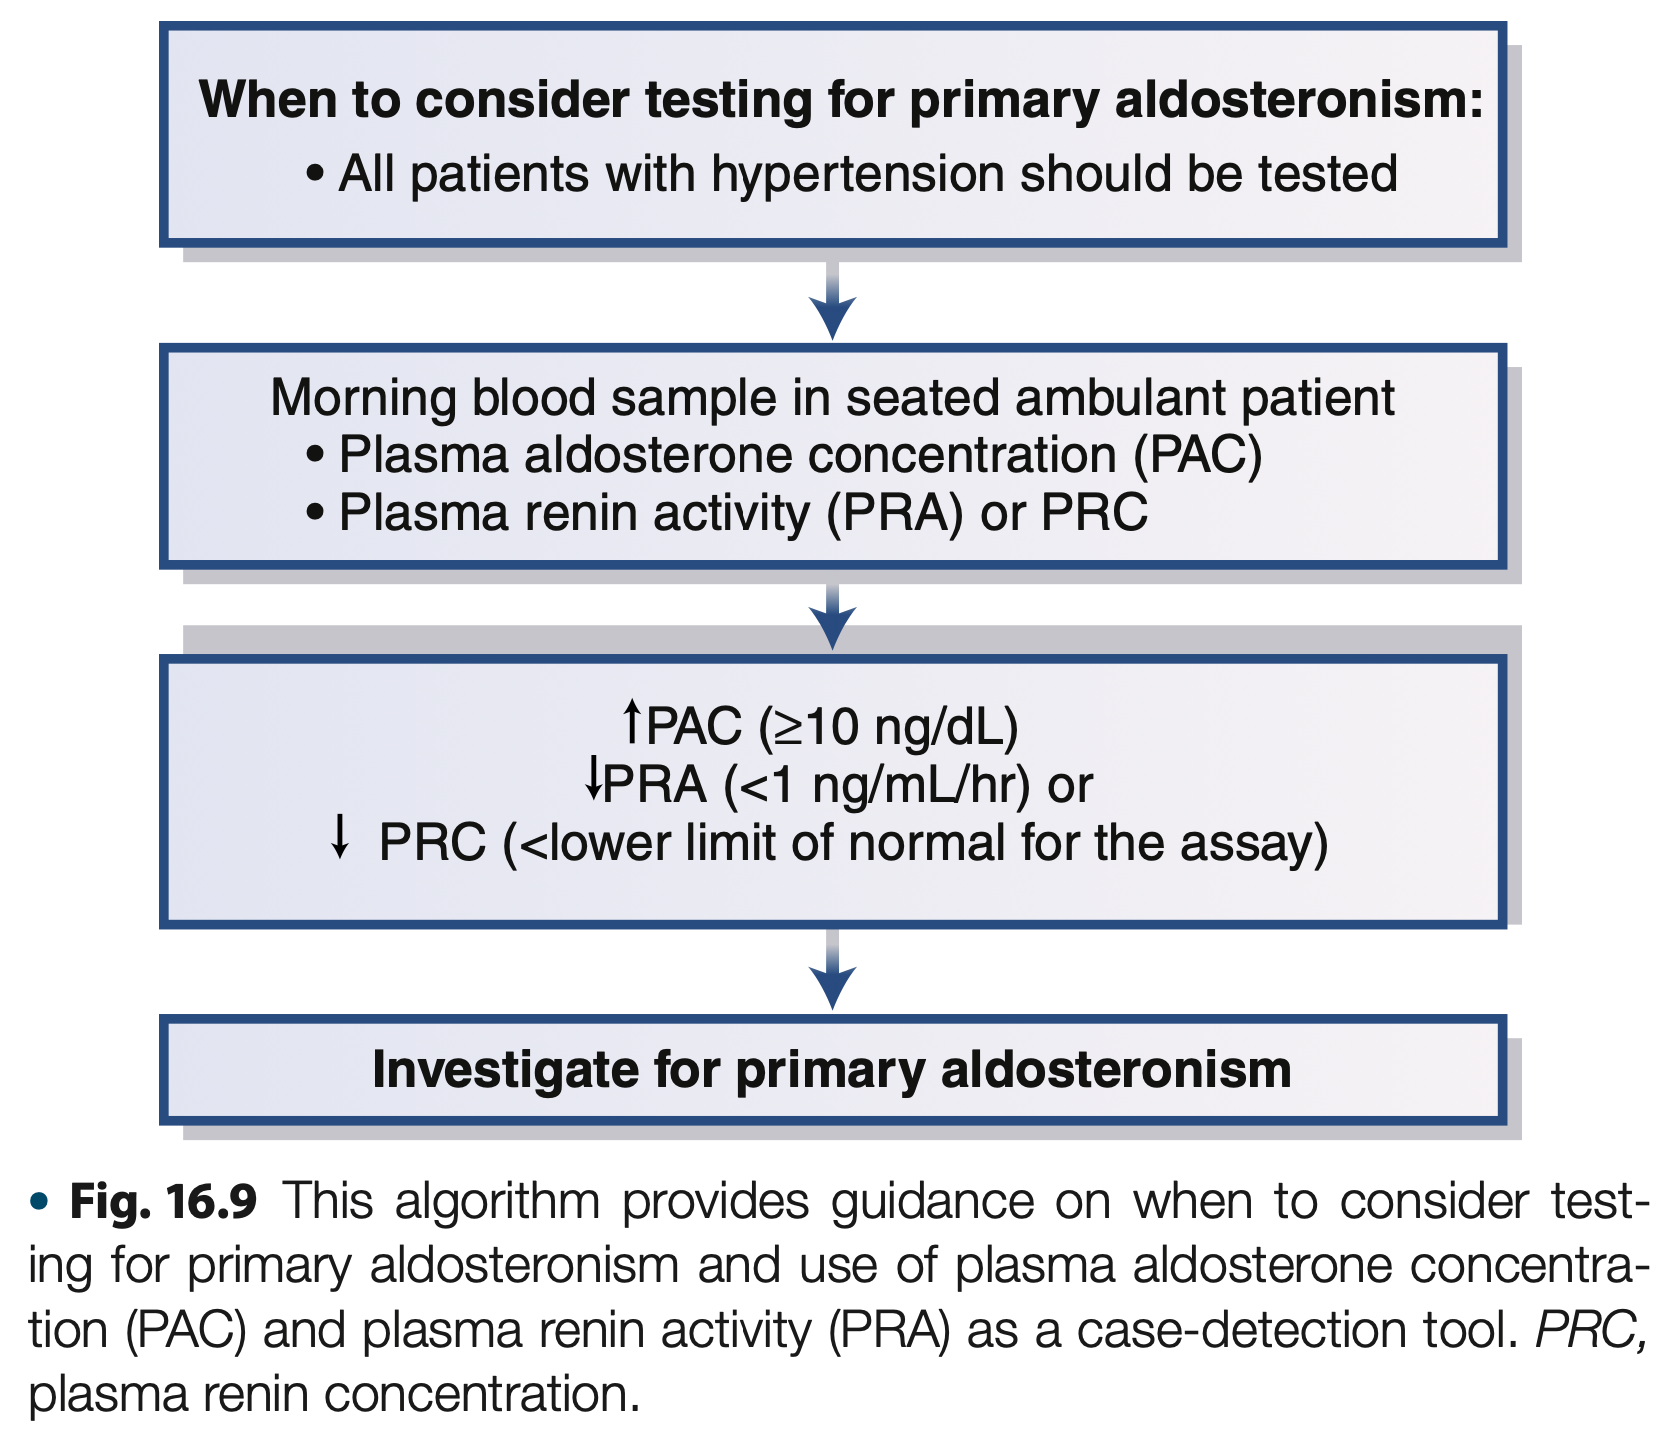 When to consider testing for primary aldosteronism:
• All patients with hypertension should be tested
Morning blood sample in seated ambulant patient
• Plasma aldosterone concentration (PAC)
• Plasma renin activity (PRA) or PRC
↑PAC (≥10 ng/dL)
↓PRA (<1 ng/mL/hr) or
↓ PRC (<lower limit of normal for the assay)
Investigate for primary aldosteronism
• Fig. 16.9 This algorithm provides guidance on when to consider test-
ing for primary aldosteronism and use of plasma aldosterone concentra-
tion (PAC) and plasma renin activity (PRA) as a case-detection tool. PRC,
plasma renin concentration.